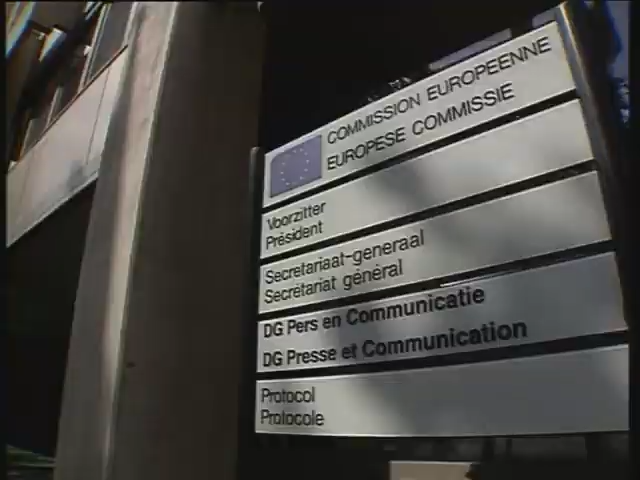 COMMISSION EUROPEENNE
EUROPESE COMMISSIE
Voorzitter
Président
Secretariaat-generaal
Secrétariat général
DG Pers en Communicatie
DG Presse et Communication
Protocol
Protocole